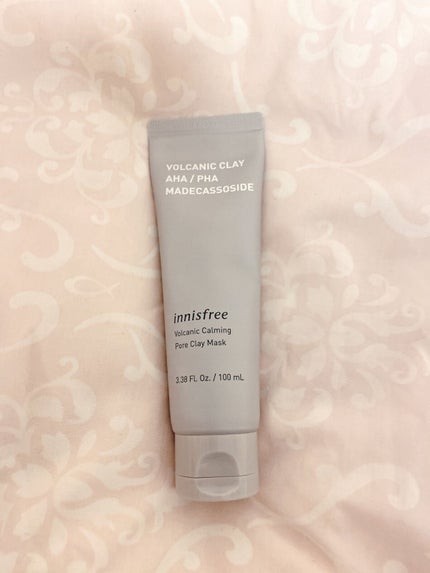 VOLCANIC CLAY
AHA / PHA
MADECASSOSIDE
innisfree
Volcanic Calming
Pore Clay Mask
3.38 FL Oz. / 100 mL